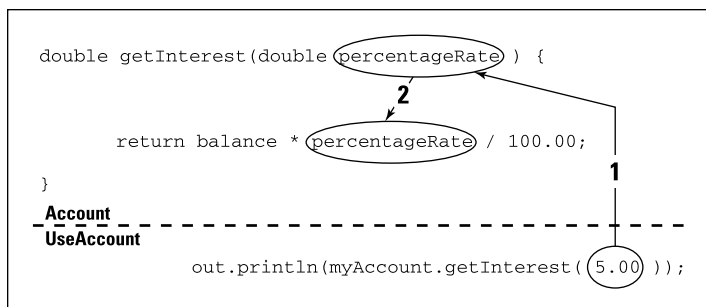 double getInterest(double percentageRate ) {
2
return balance * percentageRate / 100.00;
1
}
Account
UseAccount
out.println(myAccount.getInterest( 5.00 ));